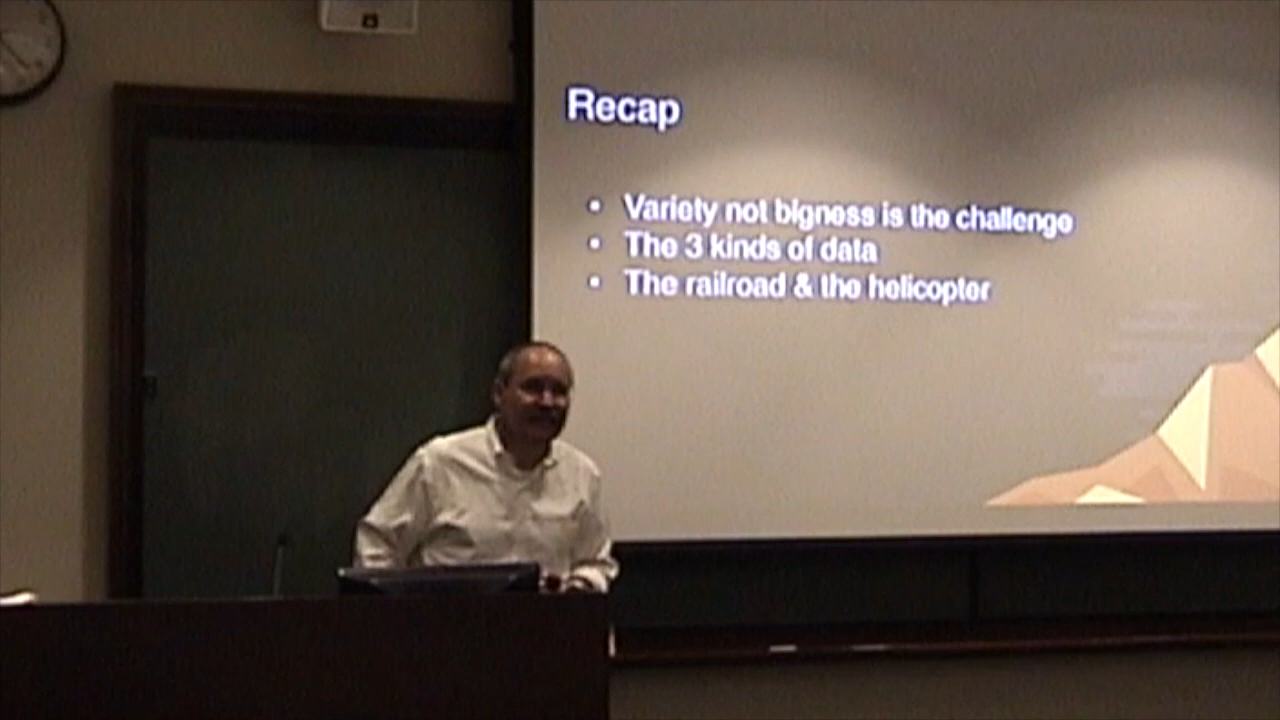 Recap
• Variety not bigness is the challenge
• The 3 kinds of data
• The railroad & the helicopter